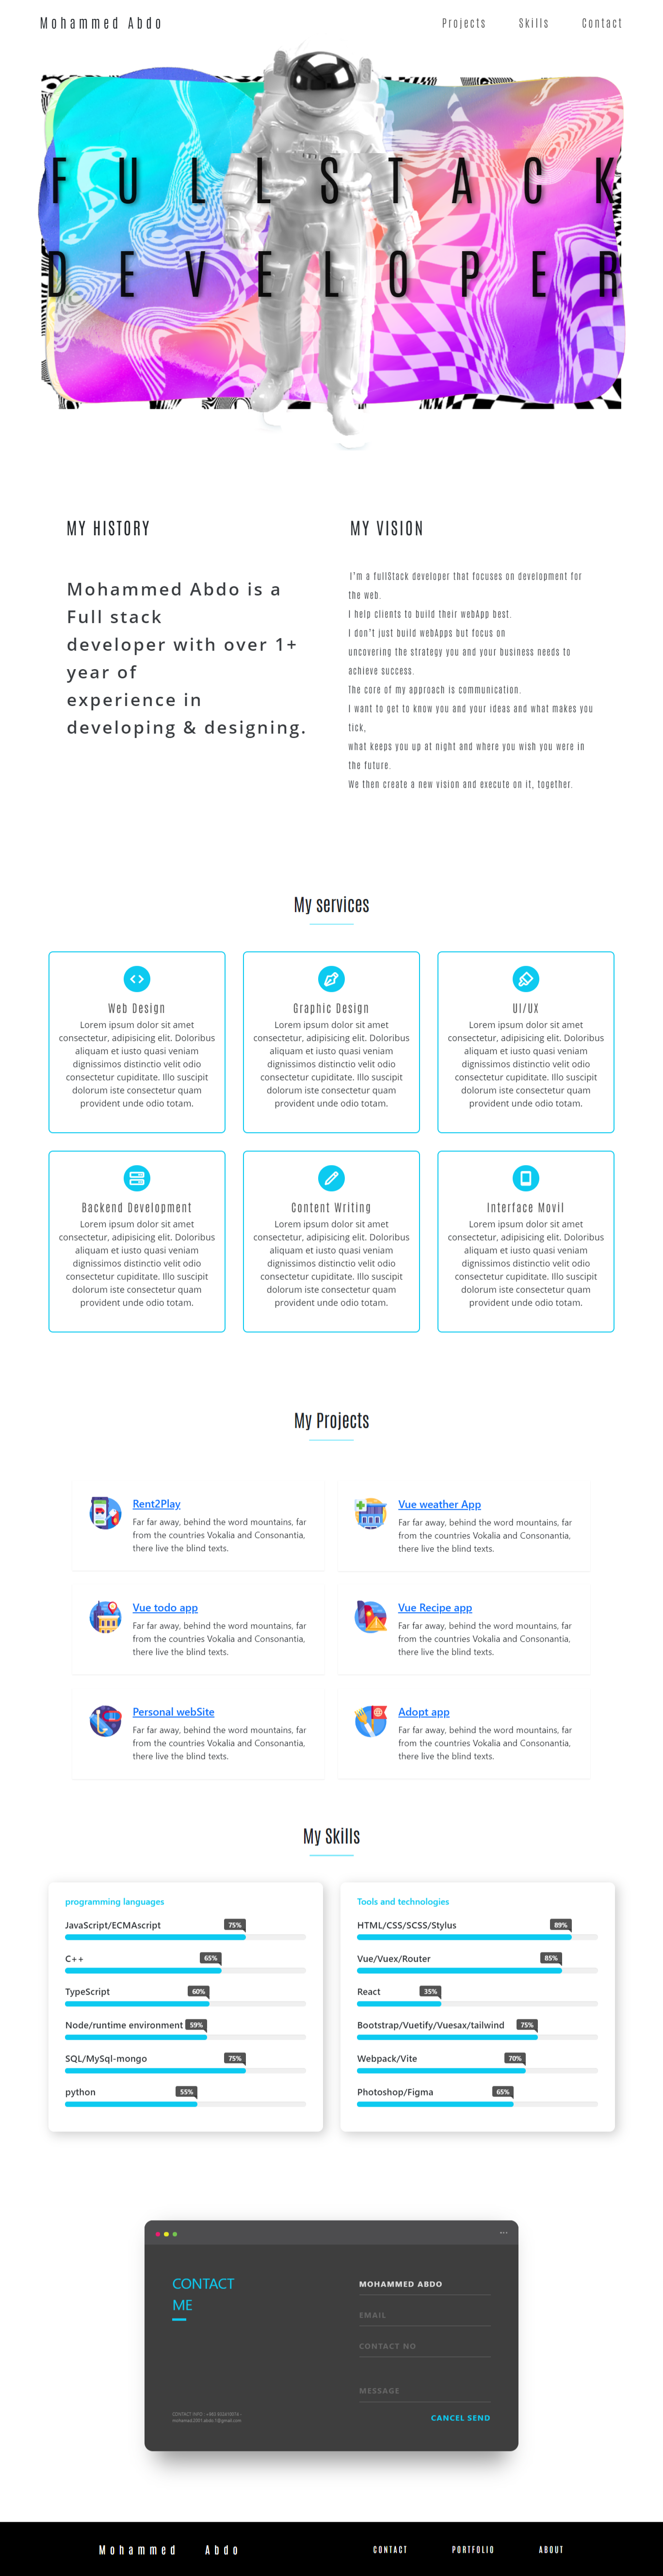 Mohammed Abdo
Projects Skills Contact
FULLSTACK
DEVELOPER
MY HISTORY
Mohammed Abdo is a
Full stack
developer with over 1+
year of
experience in
developing & designing.
MY VISION
I'm a fullStack developer that focuses on development for
the web.
I help clients to build their webApp best.
I don't just build webApps but focus on
uncovering the strategy you and your business needs to
achieve success.
The core of my approach is communication.
I want to get to know you and your ideas and what makes you
tick,
what keeps you up at night and where you wish you were in
the future.
We then create a new vision and execute on it, together.
My services
Web Design
Lorem ipsum dolor sit amet
consectetur, adipisicing elit. Doloribus
aliquam et iusto quasi veniam
dignissimos distinctio velit odio
consectetur cupiditate. Illo suscipit
dolorum iste consectetur quam
provident unde odio totam.
Graphic Design
Lorem ipsum dolor sit amet
consectetur, adipisicing elit. Doloribus
aliquam et iusto quasi veniam
dignissimos distinctio velit odio
consectetur cupiditate. Illo suscipit
dolorum iste consectetur quam
provident unde odio totam.
UI/UX
Lorem ipsum dolor sit amet
consectetur, adipisicing elit. Doloribus
aliquam et iusto quasi veniam
dignissimos distinctio velit odio
consectetur cupiditate. Illo suscipit
dolorum iste consectetur quam
provident unde odio totam.
Backend Development
Lorem ipsum dolor sit amet
consectetur, adipisicing elit. Doloribus
aliquam et iusto quasi veniam
dignissimos distinctio velit odio
consectetur cupiditate. Illo suscipit
dolorum iste consectetur quam
provident unde odio totam.
Content Writing
Lorem ipsum dolor sit amet
consectetur, adipisicing elit. Doloribus
aliquam et iusto quasi veniam
dignissimos distinctio velit odio
consectetur cupiditate. Illo suscipit
dolorum iste consectetur quam
provident unde odio totam.
Interface Movil
Lorem ipsum dolor sit amet
consectetur, adipisicing elit. Doloribus
aliquam et iusto quasi veniam
dignissimos distinctio velit odio
consectetur cupiditate. Illo suscipit
dolorum iste consectetur quam
provident unde odio totam.
My Projects
Rent2Play
Far far away, behind the word mountains, far
from the countries Vokalia and Consonantia,
there live the blind texts.
Vue weather App
Far far away, behind the word mountains, far
from the countries Vokalia and Consonantia,
there live the blind texts.
Vue todo app
Far far away, behind the word mountains, far
from the countries Vokalia and Consonantia,
there live the blind texts.
Vue Recipe app
Far far away, behind the word mountains, far
from the countries Vokalia and Consonantia,
there live the blind texts.
Personal webSite
Far far away, behind the word mountains, far
from the countries Vokalia and Consonantia,
there live the blind texts.
Adopt app
Far far away, behind the word mountains, far
from the countries Vokalia and Consonantia,
there live the blind texts.
My Skills
programming languages
JavaScript/ECMAscript 75%
C++ 65%
TypeScript 60%
Node/runtime environment 59%
SQL/MySql-mongo 75%
python 55%
Tools and technologies
HTML/CSS/SCSS/Stylus 89%
Vue/Vuex/Router 85%
React 35%
Bootstrap/Vuetify/Vuesax/tailwind 75%
Webpack/Vite 70%
Photoshop/Figma 65%
CONTACT
ME
CONTACT INFO :
MOHAMMED ABDO
EMAIL
CONTACT NO
MESSAGE
CANCEL SEND
Mohammed Abdo
CONTACT PORTFOLIO ABOUT